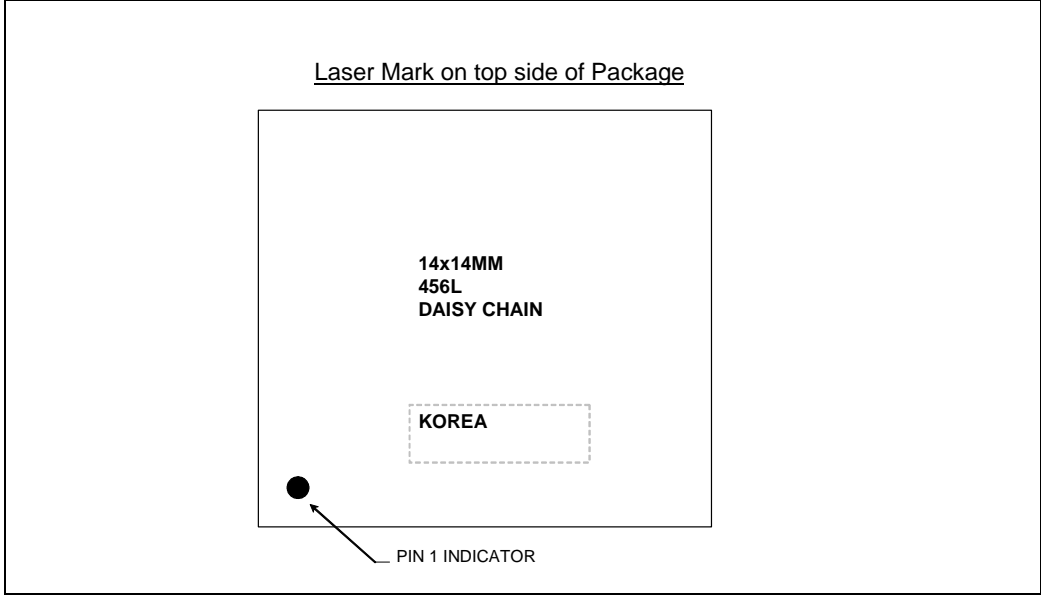 Laser Mark on top side of Package
14x14MM
456L
DAISY CHAIN
KOREA
PIN 1 INDICATOR